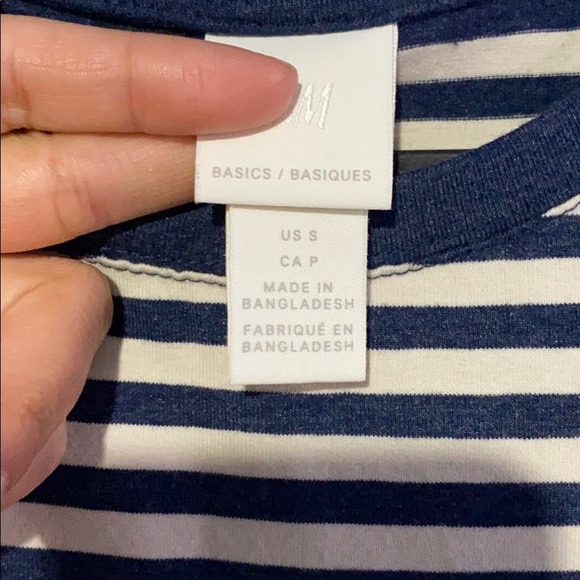 BASICS / BASIQUES
US S
CA P
MADE IN
BANGLADESH
FABRIQUÉ EN
BANGLADESH